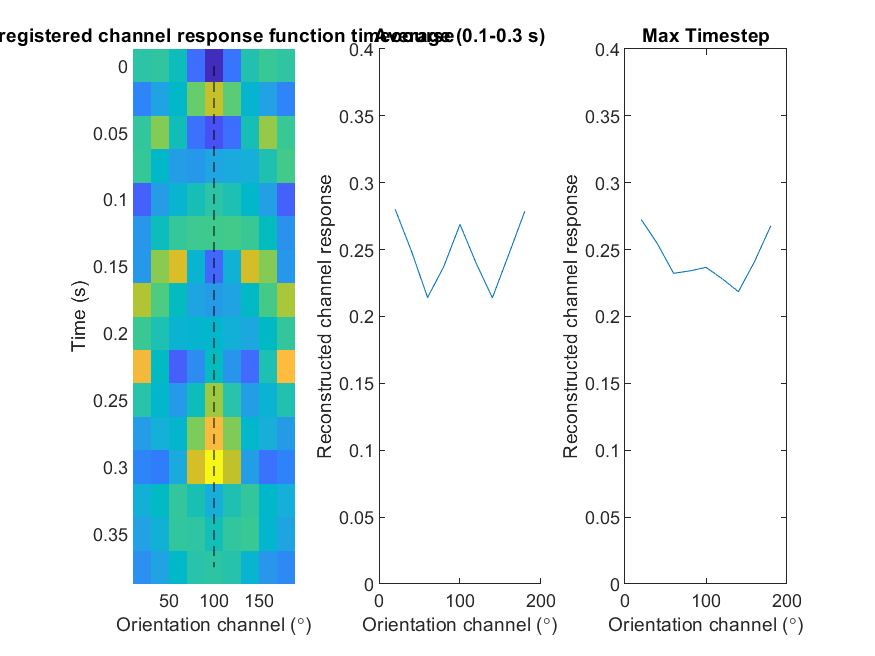 registered channel response function timecourse
Average (0.1-0.3 s)
Max Timestep
Time (s)
0
0.05
0.1
0.15
0.2
0.25
0.3
0.35
50 100 150
Orientation channel (°)
Reconstructed channel response
0.4
0.35
0.3
0.25
0.2
0.15
0.1
0.05
0
0 100 200
Orientation channel (°)
Reconstructed channel response
0.4
0.35
0.3
0.25
0.2
0.15
0.1
0.05
0
0 100 200
Orientation channel (°)